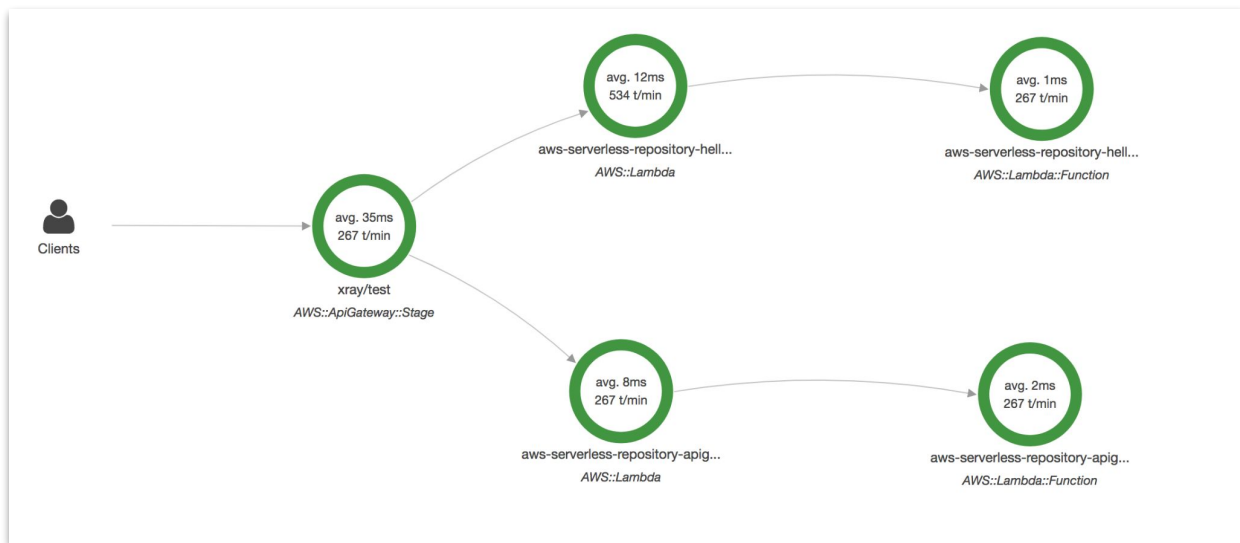 avg. 12ms
534 t/min
aws-serverless-repository-hell...
AWS::Lambda
avg. 1ms
267 t/min
aws-serverless-repository-hell...
AWS::Lambda::Function
Clients
avg. 35ms
267 t/min
xray/test
AWS::ApiGateway::Stage
avg. 8ms
267 t/min
aws-serverless-repository-apig...
AWS::Lambda
avg. 2ms
267 t/min
aws-serverless-repository-apig...
AWS::Lambda::Function